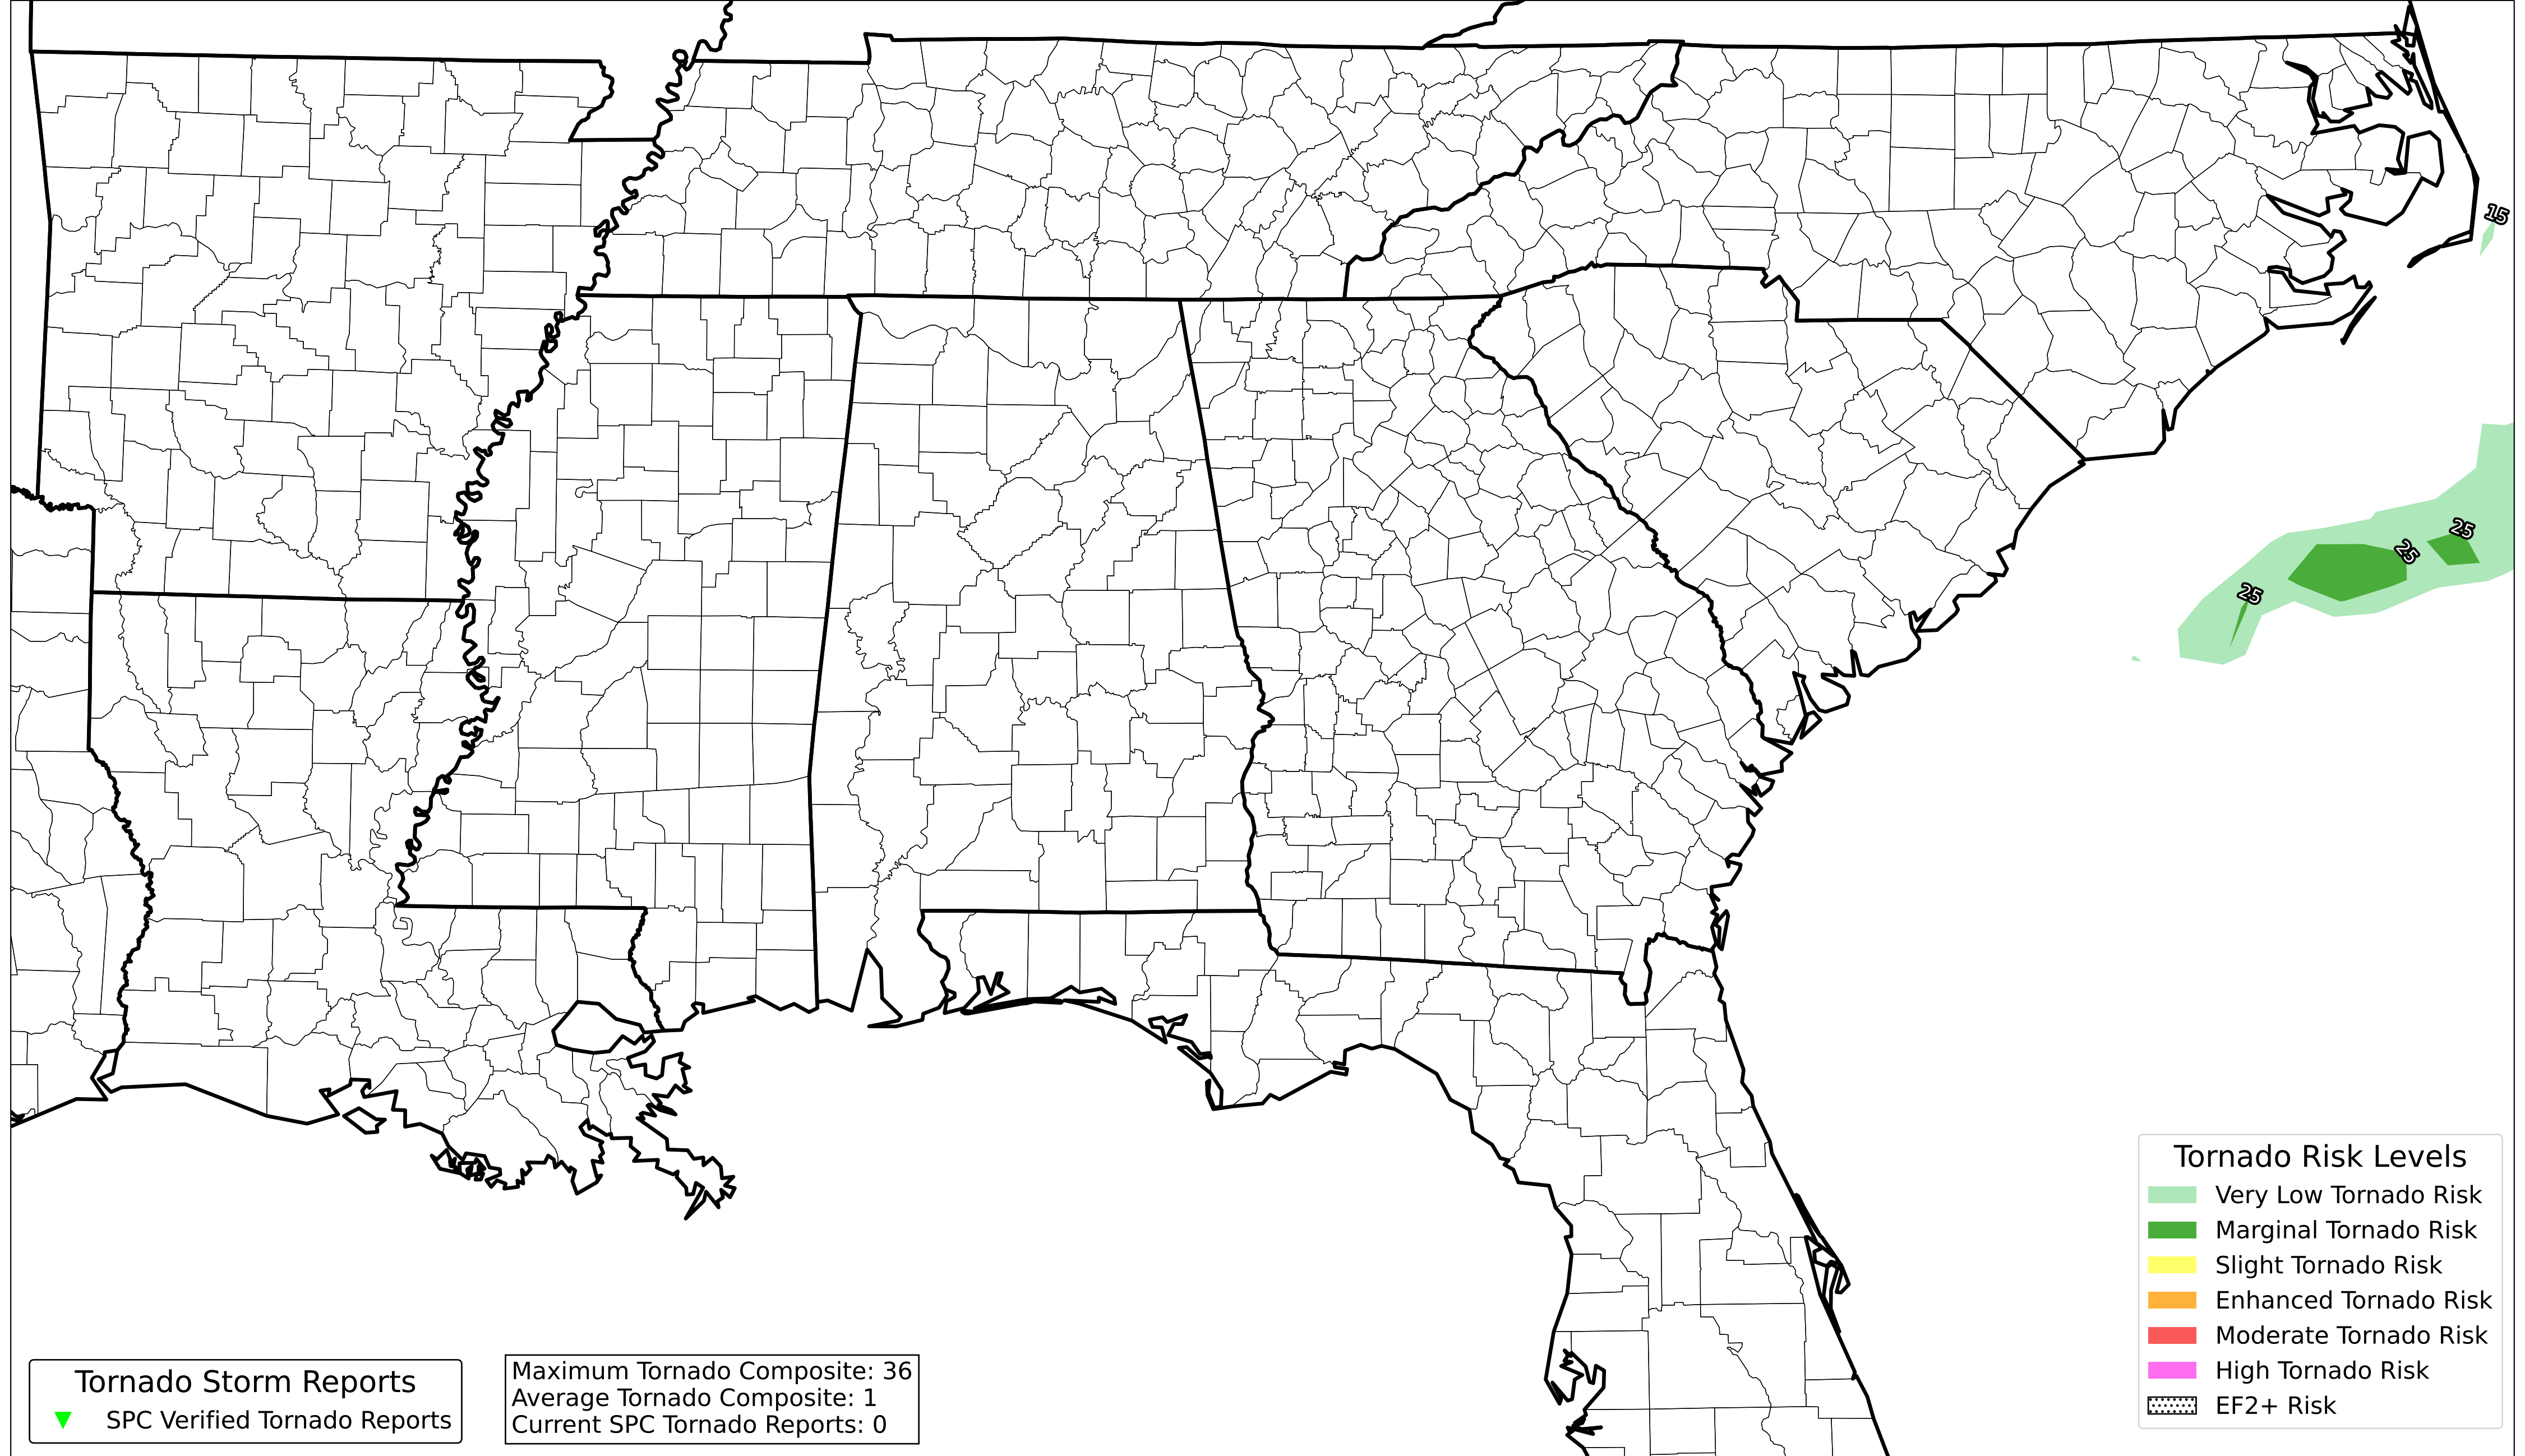 15
25
25
25
Tornado Risk Levels
Very Low Tornado Risk
Marginal Tornado Risk
Slight Tornado Risk
Enhanced Tornado Risk
Moderate Tornado Risk
High Tornado Risk
EF2+ Risk
Tornado Storm Reports
SPC Verified Tornado Reports
Maximum Tornado Composite: 36
Average Tornado Composite: 1
Current SPC Tornado Reports: 0